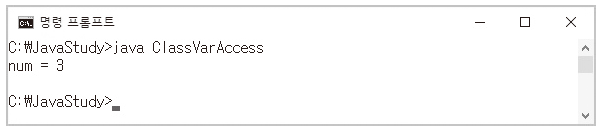 명령 프롬프트
C:₩JavaStudy>java ClassVarAccess
num = 3
C:₩JavaStudy>